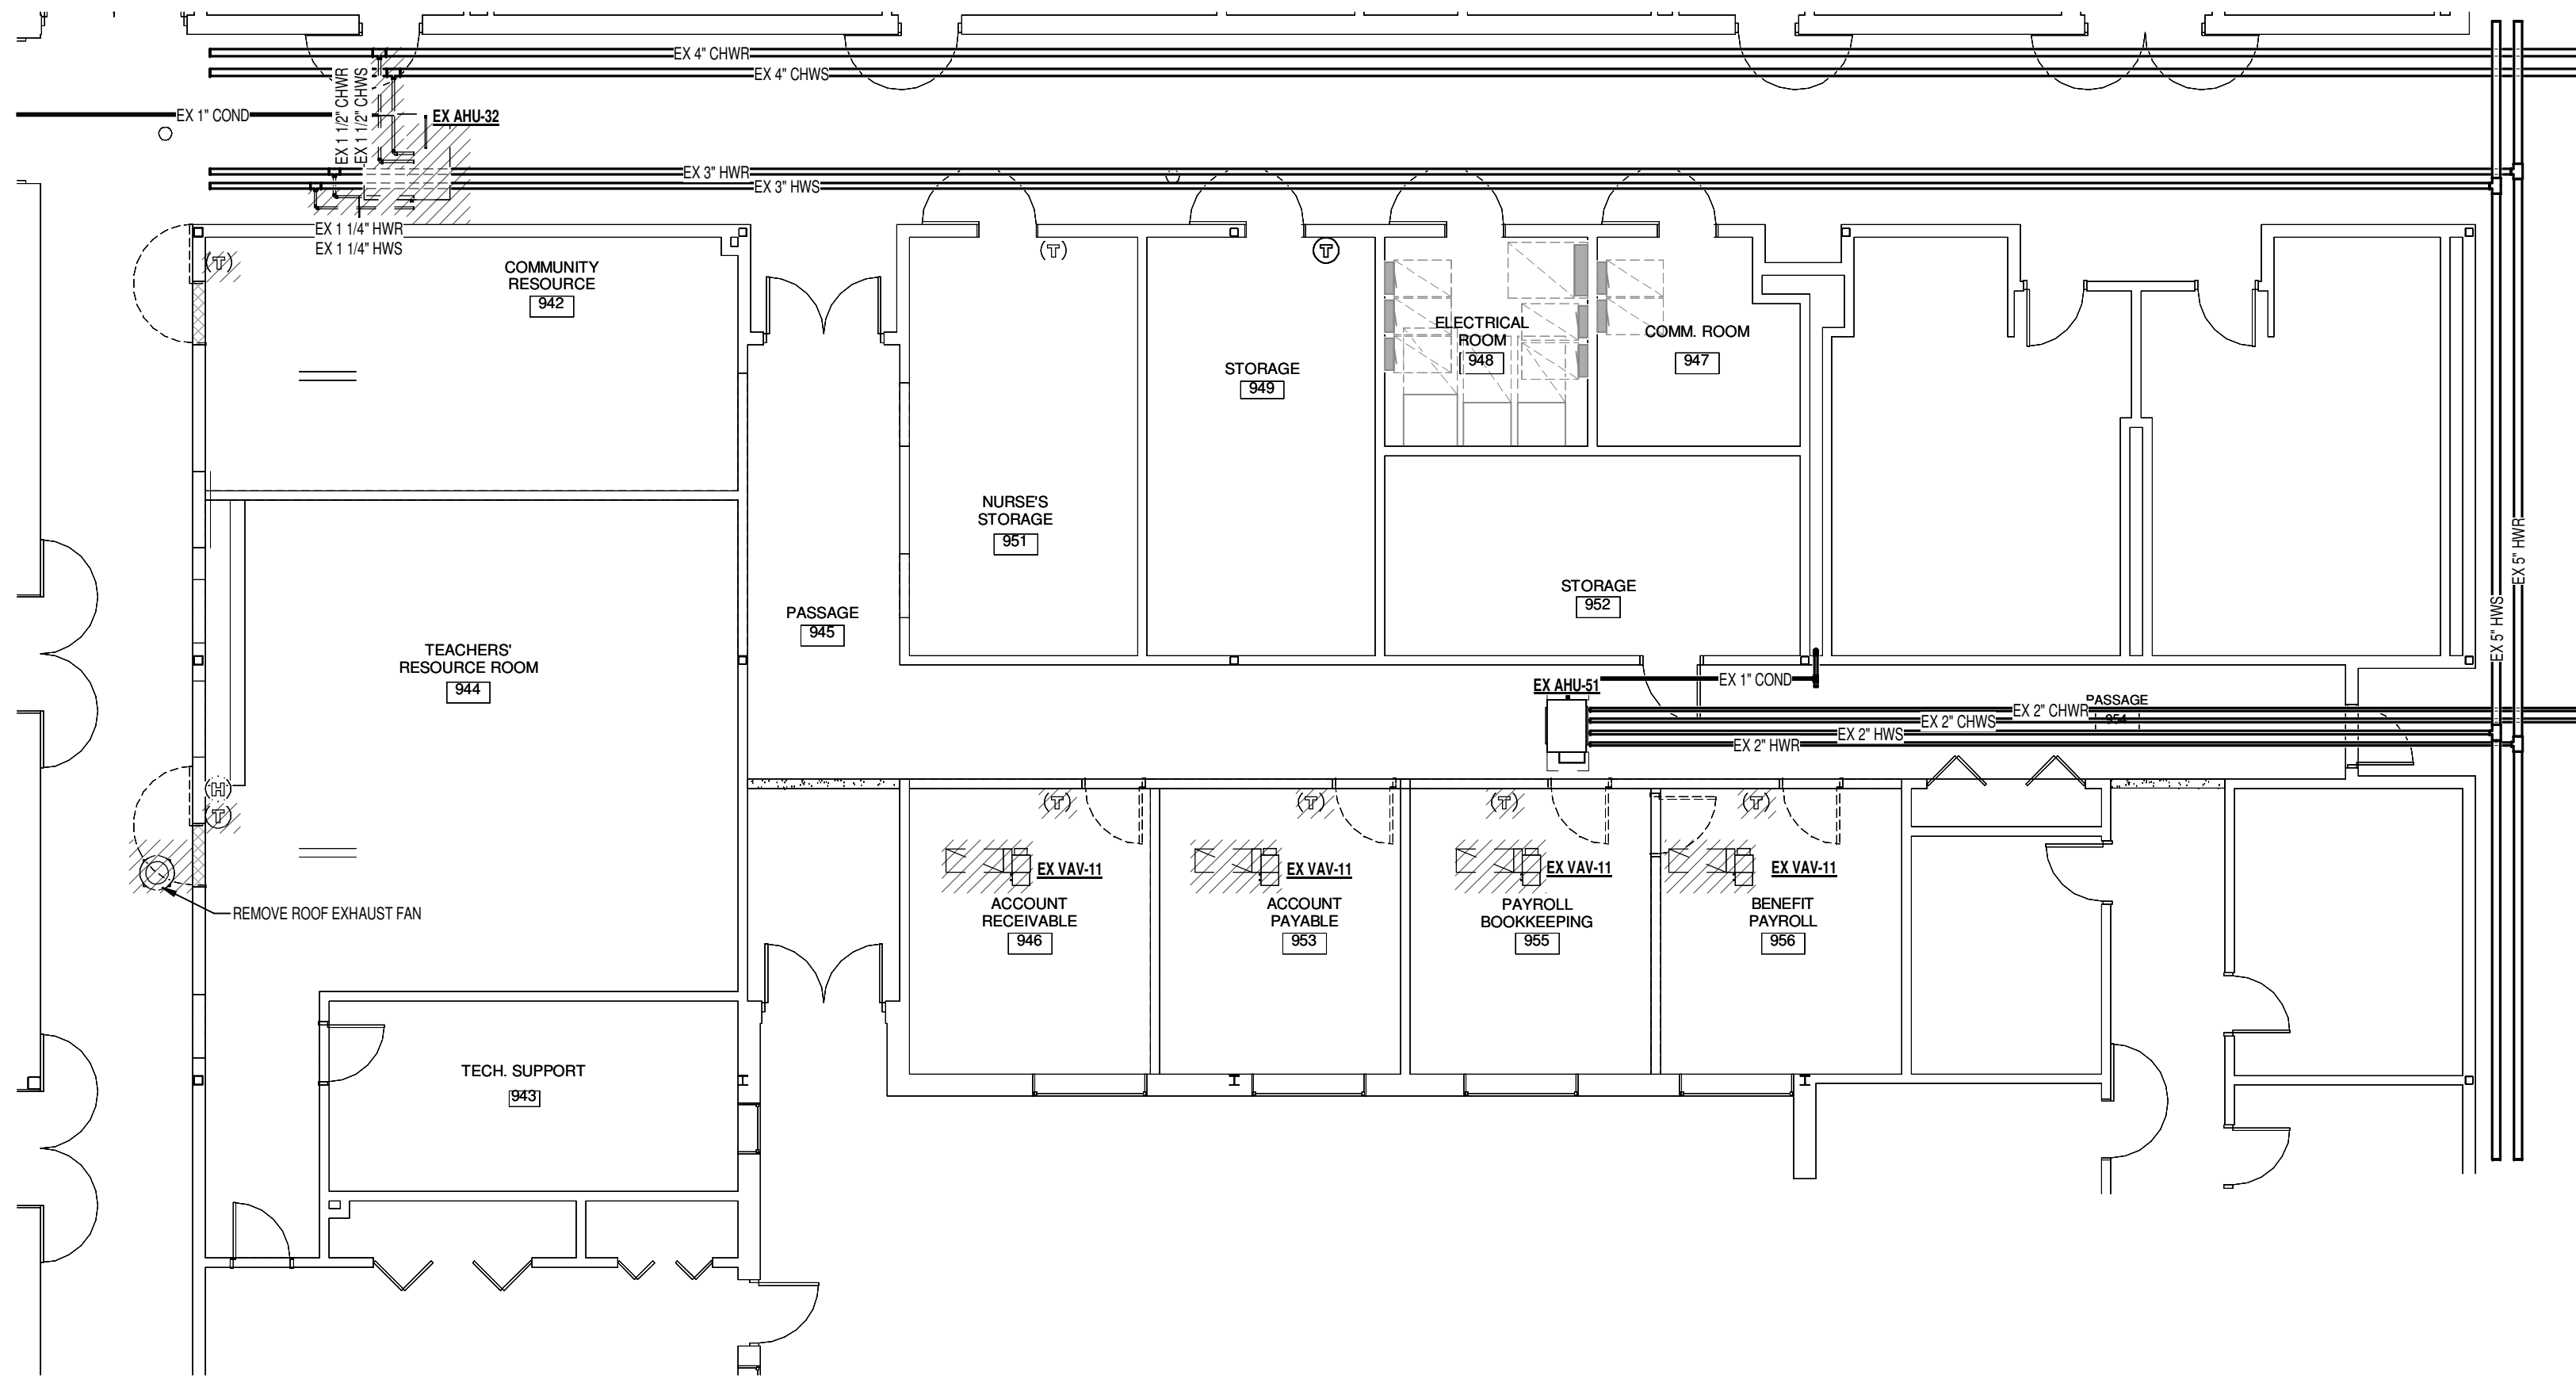 EX 4" CHWR
EX 4" CHWS
EX 1 1/2" CHWR
EX 1 1/2" CHWS
EX 1" COND
EX AHU-32
EX 3" HWR
EX 3" HWS
EX 1 1/4" HWR
EX 1 1/4" HWS
(T)
COMMUNITY
RESOURCE
942
(T)
T
ELECTRICAL
ROOM
948
COMM. ROOM
947
STORAGE
949
NURSE'S
STORAGE
951
STORAGE
952
PASSAGE
945
TEACHERS'
RESOURCE ROOM
944
EX 5" HWR
EX 5" HWS
EX AHU-51
EX 1" COND
PASSAGE
954
EX 2" CHWR
EX 2" CHWS
EX 2" HWS
EX 2" HWR
H
T
(T)
(T)
(T)
(T)
EX VAV-11
EX VAV-11
EX VAV-11
EX VAV-11
REMOVE ROOF EXHAUST FAN
ACCOUNT
RECEIVABLE
946
ACCOUNT
PAYABLE
953
PAYROLL
BOOKKEEPING
955
BENEFIT
PAYROLL
956
TECH. SUPPORT
943